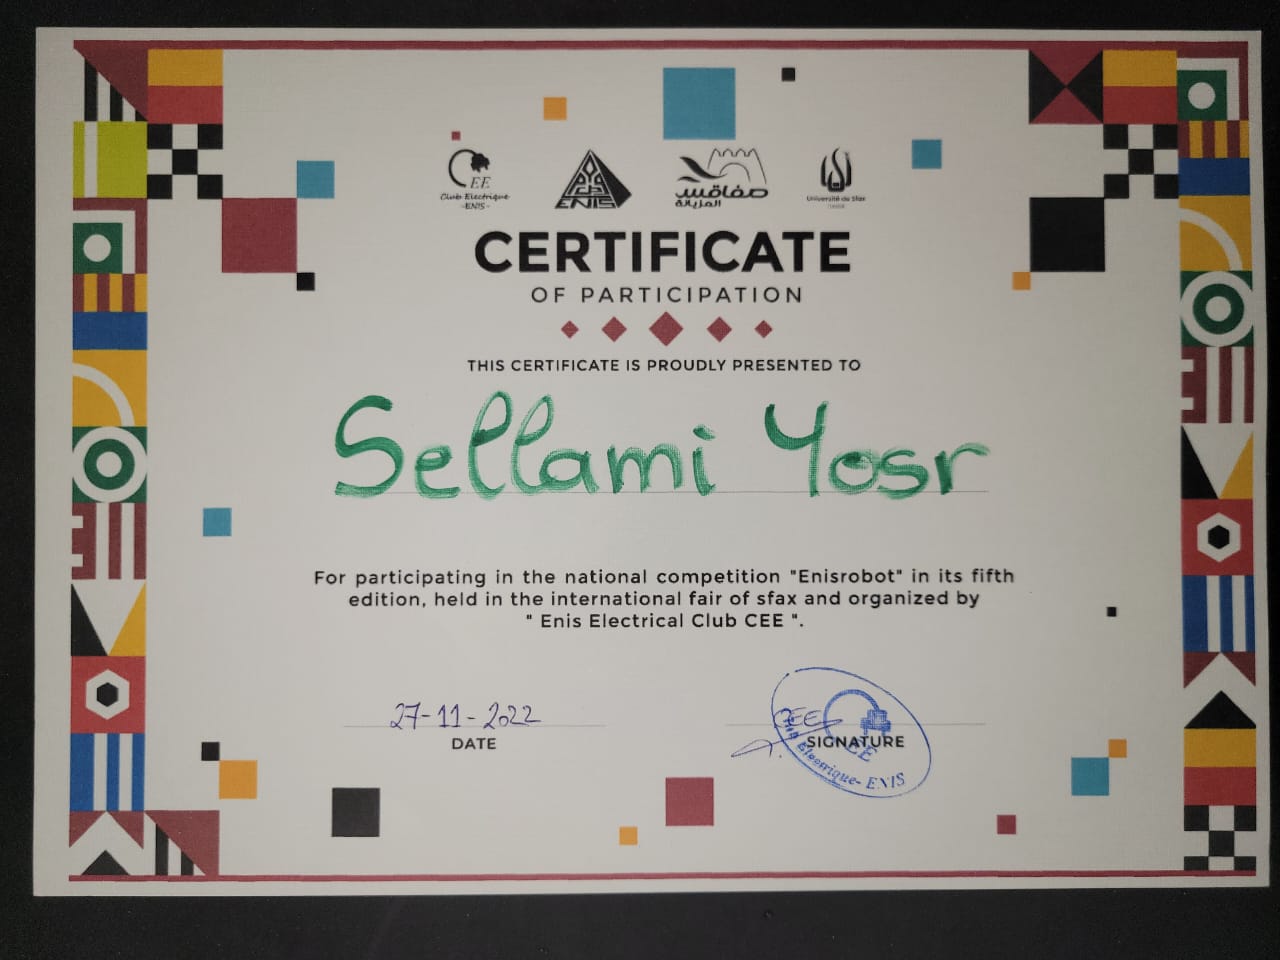 CEE
Club Electrique
-ENIS-
ENIS
صفاقس
المزيانة
Université de Sfax
CERTIFICATE
OF PARTICIPATION
THIS CERTIFICATE IS PROUDLY PRESENTED TO
Sellami Yosr
For participating in the national competition "Enisrobot" in its fifth
edition, held in the international fair of sfax and organized by
" Enis Electrical Club CEE ".
27-11-2022
DATE
CEE
SIGNATURE
Electrique- ENIS